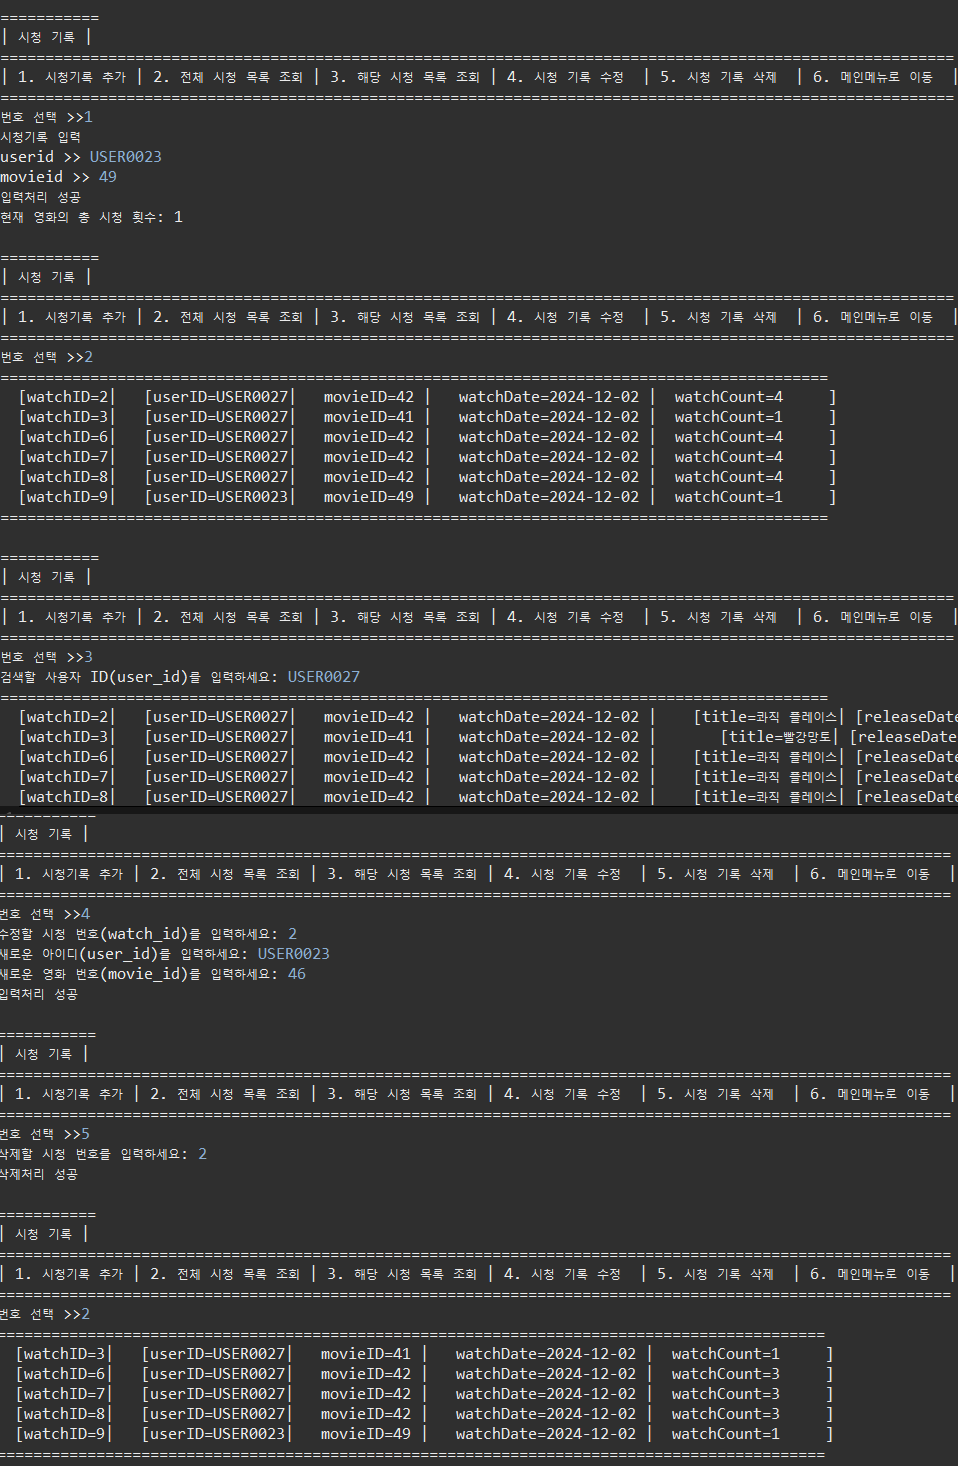 ===========
| 시청 기록 |
==========================================================================================================
| 1. 시청기록 추가 | 2. 전체 시청 목록 조회 | 3. 해당 시청 목록 조회 | 4. 시청 기록 수정  | 5. 시청 기록 삭제  | 6. 메인메뉴로 이동  |
==========================================================================================================
번호 선택 >>1
시청기록 입력
userid >> USER0023
movieid >> 49
입력처리 성공
현재 영화의 총 시청 횟수: 1
===========
| 시청 기록 |
==========================================================================================================
| 1. 시청기록 추가 | 2. 전체 시청 목록 조회 | 3. 해당 시청 목록 조회 | 4. 시청 기록 수정  | 5. 시청 기록 삭제  | 6. 메인메뉴로 이동  |
==========================================================================================================
번호 선택 >>2
============================================================================================
[watchID=2|   [userID=USER0027|   movieID=42 |   watchDate=2024-12-02 |  watchCount=4     ]
[watchID=3|   [userID=USER0027|   movieID=41 |   watchDate=2024-12-02 |  watchCount=1     ]
[watchID=6|   [userID=USER0027|   movieID=42 |   watchDate=2024-12-02 |  watchCount=4     ]
[watchID=7|   [userID=USER0027|   movieID=42 |   watchDate=2024-12-02 |  watchCount=4     ]
[watchID=8|   [userID=USER0027|   movieID=42 |   watchDate=2024-12-02 |  watchCount=4     ]
[watchID=9|   [userID=USER0023|   movieID=49 |   watchDate=2024-12-02 |  watchCount=1     ]
============================================================================================
===========
| 시청 기록 |
==========================================================================================================
| 1. 시청기록 추가 | 2. 전체 시청 목록 조회 | 3. 해당 시청 목록 조회 | 4. 시청 기록 수정  | 5. 시청 기록 삭제  | 6. 메인메뉴로 이동  |
==========================================================================================================
번호 선택 >>3
검색할 사용자 ID(user_id)를 입력하세요: USER0027
============================================================================================
[watchID=2|   [userID=USER0027|   movieID=42 |   watchDate=2024-12-02 |    [title=콰직 플레이스| [releaseDate
[watchID=3|   [userID=USER0027|   movieID=41 |   watchDate=2024-12-02 |       [title=빨강망토| [releaseDate
[watchID=6|   [userID=USER0027|   movieID=42 |   watchDate=2024-12-02 |    [title=콰직 플레이스| [releaseDate
[watchID=7|   [userID=USER0027|   movieID=42 |   watchDate=2024-12-02 |    [title=콰직 플레이스| [releaseDate
[watchID=8|   [userID=USER0027|   movieID=42 |   watchDate=2024-12-02 |    [title=콰직 플레이스| [releaseDate
===========
| 시청 기록 |
==========================================================================================================
| 1. 시청기록 추가 | 2. 전체 시청 목록 조회 | 3. 해당 시청 목록 조회 | 4. 시청 기록 수정  | 5. 시청 기록 삭제  | 6. 메인메뉴로 이동  |
==========================================================================================================
번호 선택 >>4
수정할 시청 번호(watch_id)를 입력하세요: 2
새로운 아이디(user_id)를 입력하세요: USER0023
새로운 영화 번호(movie_id)를 입력하세요: 46
입력처리 성공
===========
| 시청 기록 |
==========================================================================================================
| 1. 시청기록 추가 | 2. 전체 시청 목록 조회 | 3. 해당 시청 목록 조회 | 4. 시청 기록 수정  | 5. 시청 기록 삭제  | 6. 메인메뉴로 이동  |
==========================================================================================================
번호 선택 >>5
삭제할 시청 번호를 입력하세요: 2
삭제처리 성공
===========
| 시청 기록 |
==========================================================================================================
| 1. 시청기록 추가 | 2. 전체 시청 목록 조회 | 3. 해당 시청 목록 조회 | 4. 시청 기록 수정  | 5. 시청 기록 삭제  | 6. 메인메뉴로 이동  |
==========================================================================================================
번호 선택 >>2
============================================================================================
[watchID=3|   [userID=USER0027|   movieID=41 |   watchDate=2024-12-02 |  watchCount=1     ]
[watchID=6|   [userID=USER0027|   movieID=42 |   watchDate=2024-12-02 |  watchCount=3     ]
[watchID=7|   [userID=USER0027|   movieID=42 |   watchDate=2024-12-02 |  watchCount=3     ]
[watchID=8|   [userID=USER0027|   movieID=42 |   watchDate=2024-12-02 |  watchCount=3     ]
[watchID=9|   [userID=USER0023|   movieID=49 |   watchDate=2024-12-02 |  watchCount=1     ]
============================================================================================